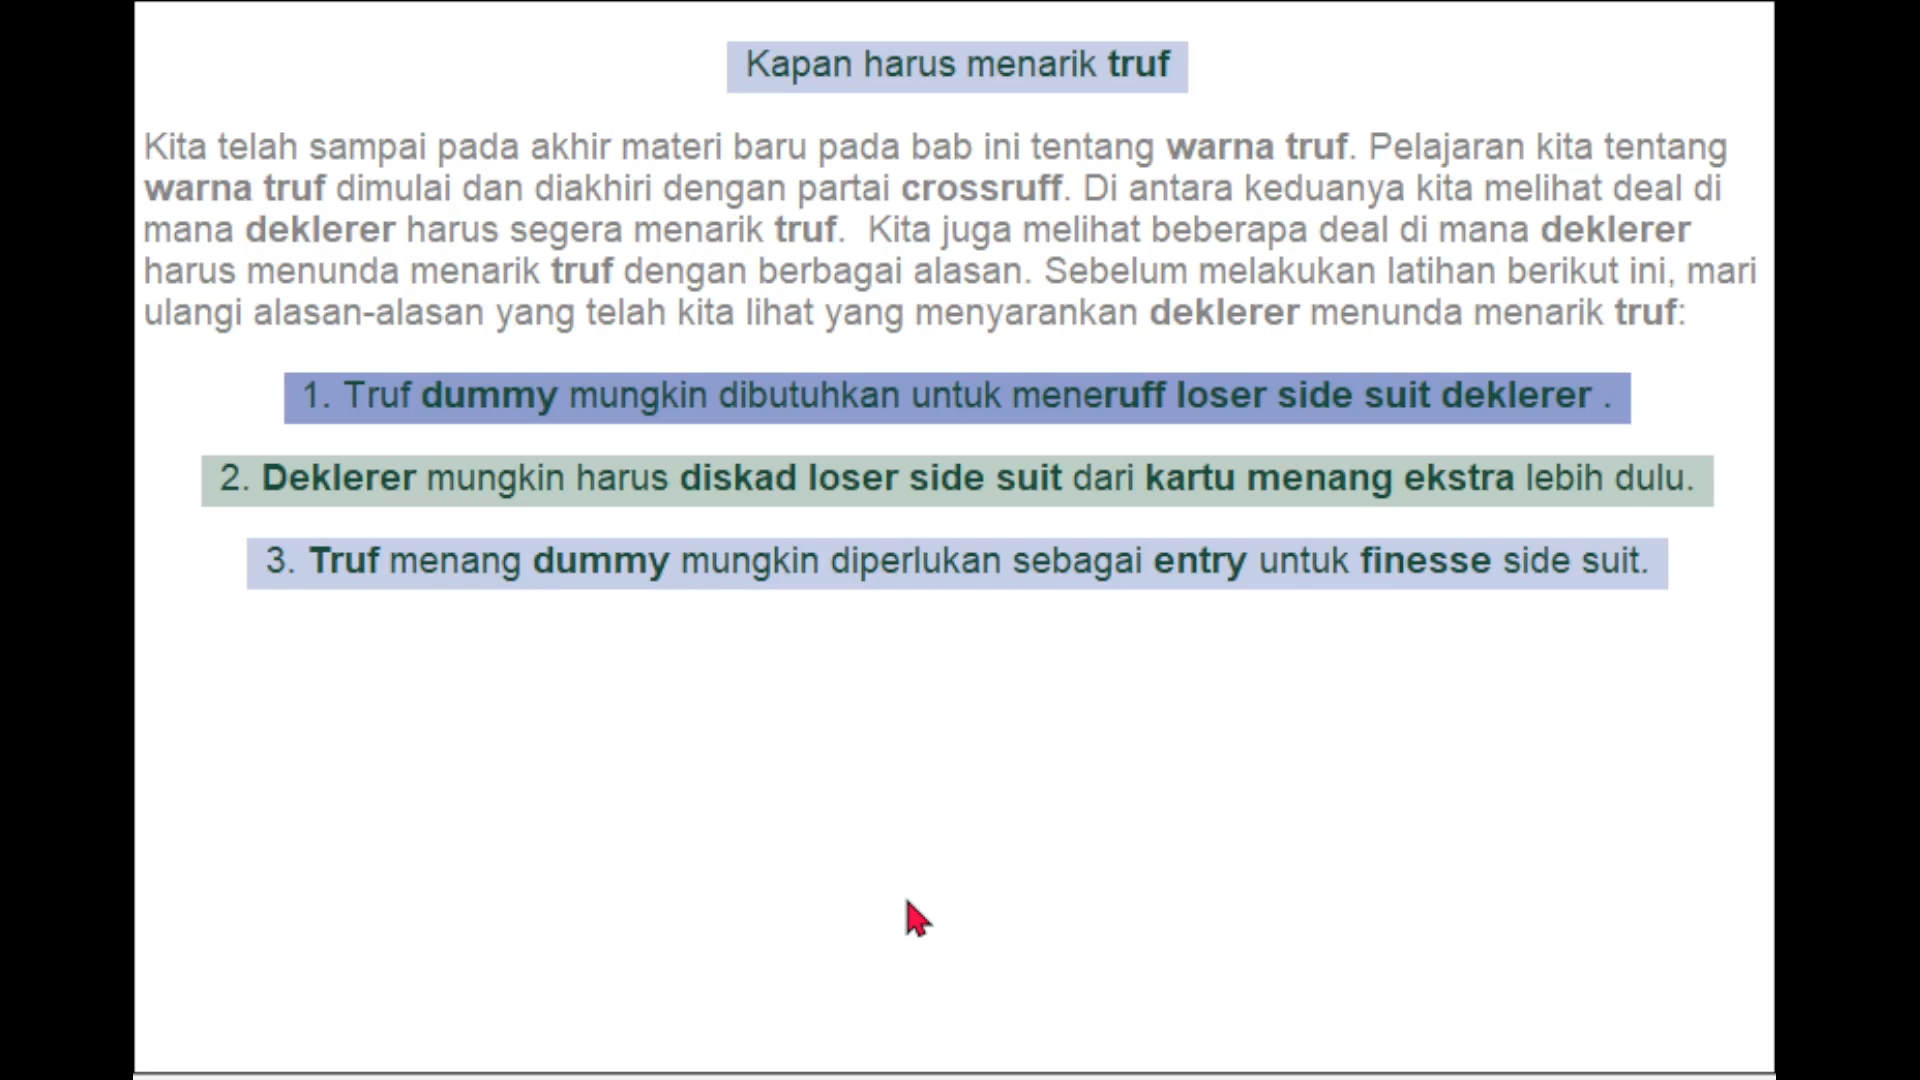 Kapan harus menarik truf
Kita telah sampai pada akhir materi baru pada bab ini tentang warna truf. Pelajaran kita tentang
warna truf dimulai dan diakhiri dengan partai crossruff. Di antara keduanya kita melihat deal di
mana deklerer harus segera menarik truf.  Kita juga melihat beberapa deal di mana deklerer
harus menunda menarik truf dengan berbagai alasan. Sebelum melakukan latihan berikut ini, mari
ulangi alasan-alasan yang telah kita lihat yang menyarankan deklerer menunda menarik truf:
1. Truf dummy mungkin dibutuhkan untuk meneruff loser side suit deklerer .
2. Deklerer mungkin harus diskad loser side suit dari kartu menang ekstra lebih dulu.
3. Truf menang dummy mungkin diperlukan sebagai entry untuk finesse side suit.